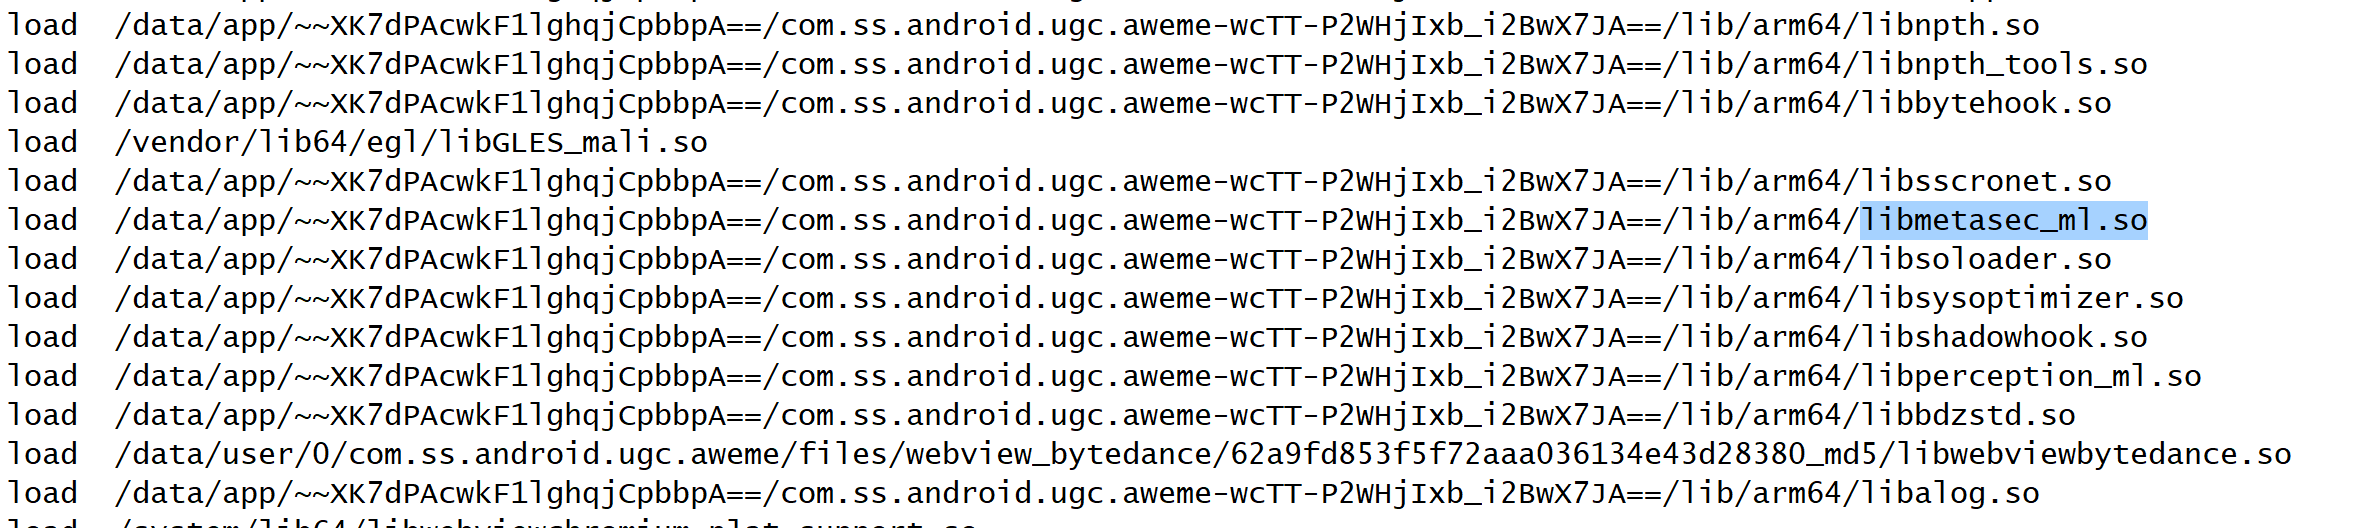 load  /data/app/~~XK7dPAcwkF1lghqjCpbbpA==/com.ss.android.ugc.aweme-wcTT-P2WHjIxb_i2BwX7JA==/lib/arm64/libnpth.so
load  /data/app/~~XK7dPAcwkF1lghqjCpbbpA==/com.ss.android.ugc.aweme-wcTT-P2WHjIxb_i2BwX7JA==/lib/arm64/libnpth_tools.so
load  /data/app/~~XK7dPAcwkF1lghqjCpbbpA==/com.ss.android.ugc.aweme-wcTT-P2WHjIxb_i2BwX7JA==/lib/arm64/libbytehook.so
load  /vendor/lib64/egl/libGLES_mali.so
load  /data/app/~~XK7dPAcwkF1lghqjCpbbpA==/com.ss.android.ugc.aweme-wcTT-P2WHjIxb_i2BwX7JA==/lib/arm64/libsscronet.so
load  /data/app/~~XK7dPAcwkF1lghqjCpbbpA==/com.ss.android.ugc.aweme-wcTT-P2WHjIxb_i2BwX7JA==/lib/arm64/libmetasec_ml.so
load  /data/app/~~XK7dPAcwkF1lghqjCpbbpA==/com.ss.android.ugc.aweme-wcTT-P2WHjIxb_i2BwX7JA==/lib/arm64/libsoloader.so
load  /data/app/~~XK7dPAcwkF1lghqjCpbbpA==/com.ss.android.ugc.aweme-wcTT-P2WHjIxb_i2BwX7JA==/lib/arm64/libsysoptimizer.so
load  /data/app/~~XK7dPAcwkF1lghqjCpbbpA==/com.ss.android.ugc.aweme-wcTT-P2WHjIxb_i2BwX7JA==/lib/arm64/libshadowhook.so
load  /data/app/~~XK7dPAcwkF1lghqjCpbbpA==/com.ss.android.ugc.aweme-wcTT-P2WHjIxb_i2BwX7JA==/lib/arm64/libperception_ml.so
load  /data/app/~~XK7dPAcwkF1lghqjCpbbpA==/com.ss.android.ugc.aweme-wcTT-P2WHjIxb_i2BwX7JA==/lib/arm64/libbdzstd.so
load  /data/user/0/com.ss.android.ugc.aweme/files/webview_bytedance/62a9fd853f5f72aaa036134e43d28380_md5/libwebviewbytedance.so
load  /data/app/~~XK7dPAcwkF1lghqjCpbbpA==/com.ss.android.ugc.aweme-wcTT-P2WHjIxb_i2BwX7JA==/lib/arm64/libalog.so
load  /system/lib64/libwebviewchromium_plat_support.so